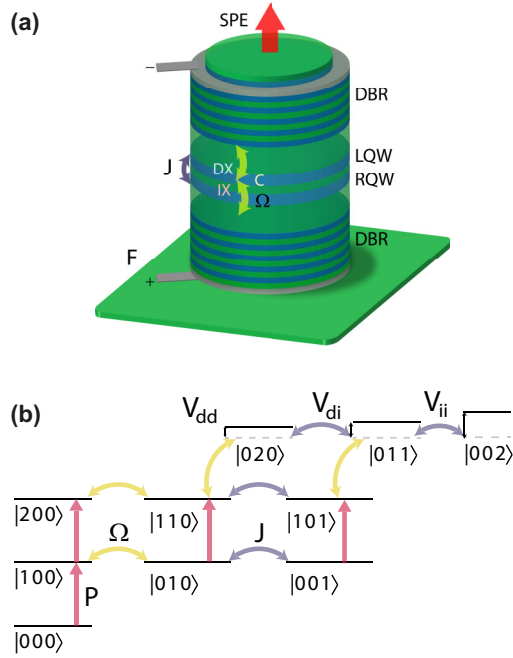 (a)
SPE
−
DBR
J
DX
C
LQW
IX
Ω
RQW
DBR
F
+
(b)
V_dd
V_di
V_ii
|020⟩
|011⟩
|002⟩
|200⟩
|110⟩
|101⟩
Ω
J
|100⟩
|010⟩
|001⟩
P
|000⟩